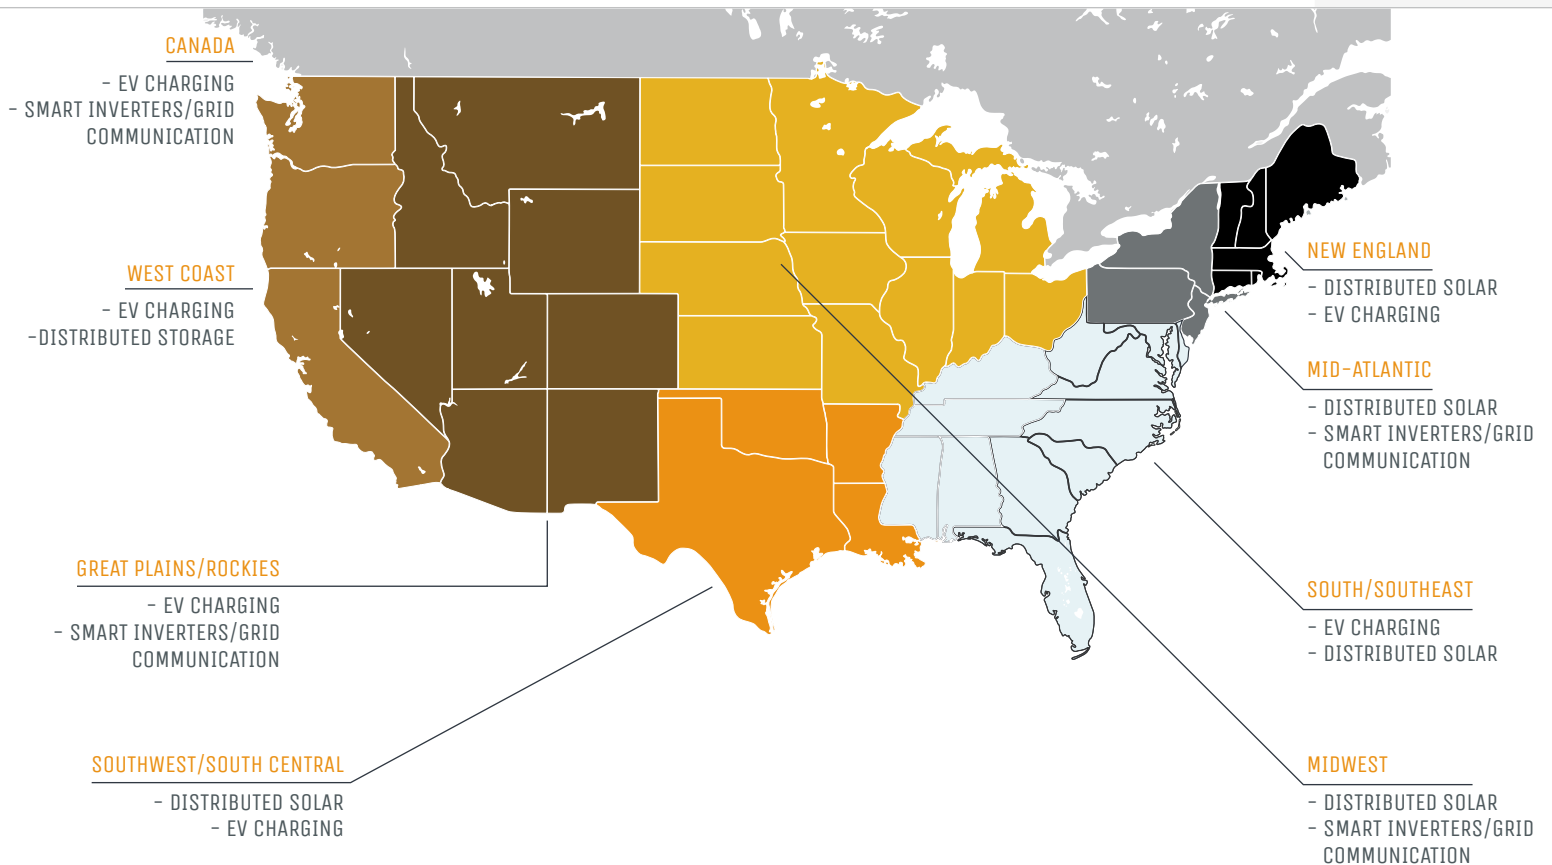 CANADA
- EV CHARGING
- SMART INVERTERS/GRID
COMMUNICATION
WEST COAST
- EV CHARGING
-DISTRIBUTED STORAGE
GREAT PLAINS/ROCKIES
- EV CHARGING
- SMART INVERTERS/GRID
COMMUNICATION
SOUTHWEST/SOUTH CENTRAL
- DISTRIBUTED SOLAR
- EV CHARGING
NEW ENGLAND
- DISTRIBUTED SOLAR
- EV CHARGING
MID-ATLANTIC
- DISTRIBUTED SOLAR
- SMART INVERTERS/GRID
COMMUNICATION
SOUTH/SOUTHEAST
- EV CHARGING
- DISTRIBUTED SOLAR
MIDWEST
- DISTRIBUTED SOLAR
- SMART INVERTERS/GRID
COMMUNICATION